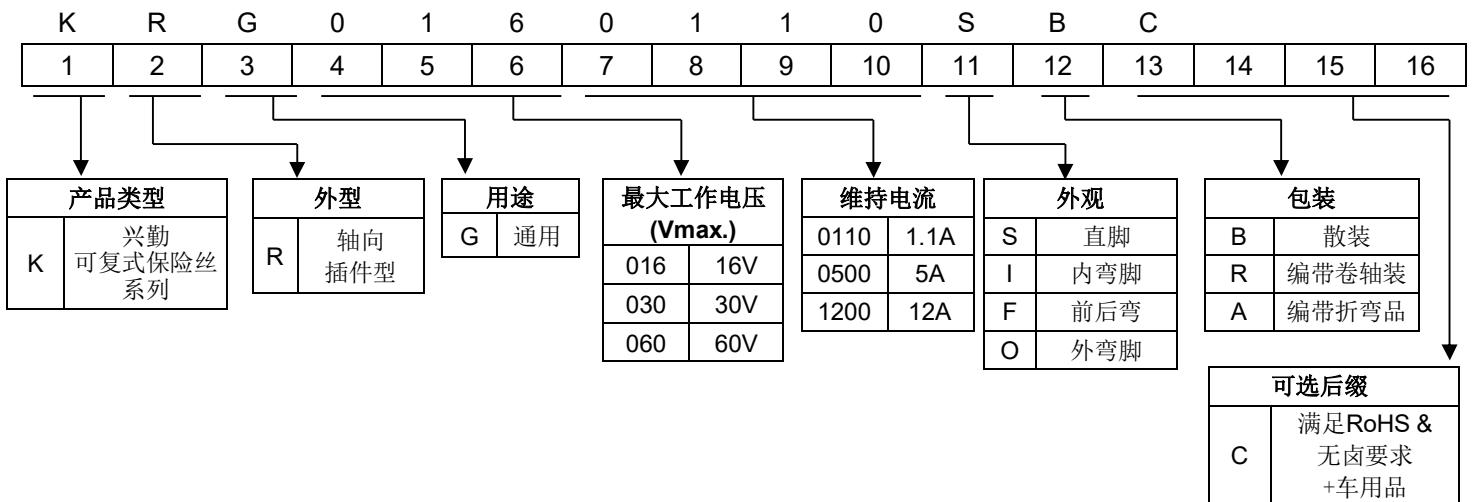 K R G 0 1 6 0 1 1 0 S B C
1 2 3 4 5 6 7 8 9 10 11 12 13 14 15 16
产品类型
K
兴勤
可复式保险丝
系列
外型
R
轴向
插件型
用途
G 通用
最大工作电压
(Vmax.)
016 16V
030 30V
060 60V
维持电流
0110 1.1A
0500 5A
1200 12A
外观
S 直脚
I 内弯脚
F 前后弯
O 外弯脚
包装
B 散装
R 编带卷轴装
A 编带折弯品
可选后缀
C
满足RoHS &
无卤要求
+车用品